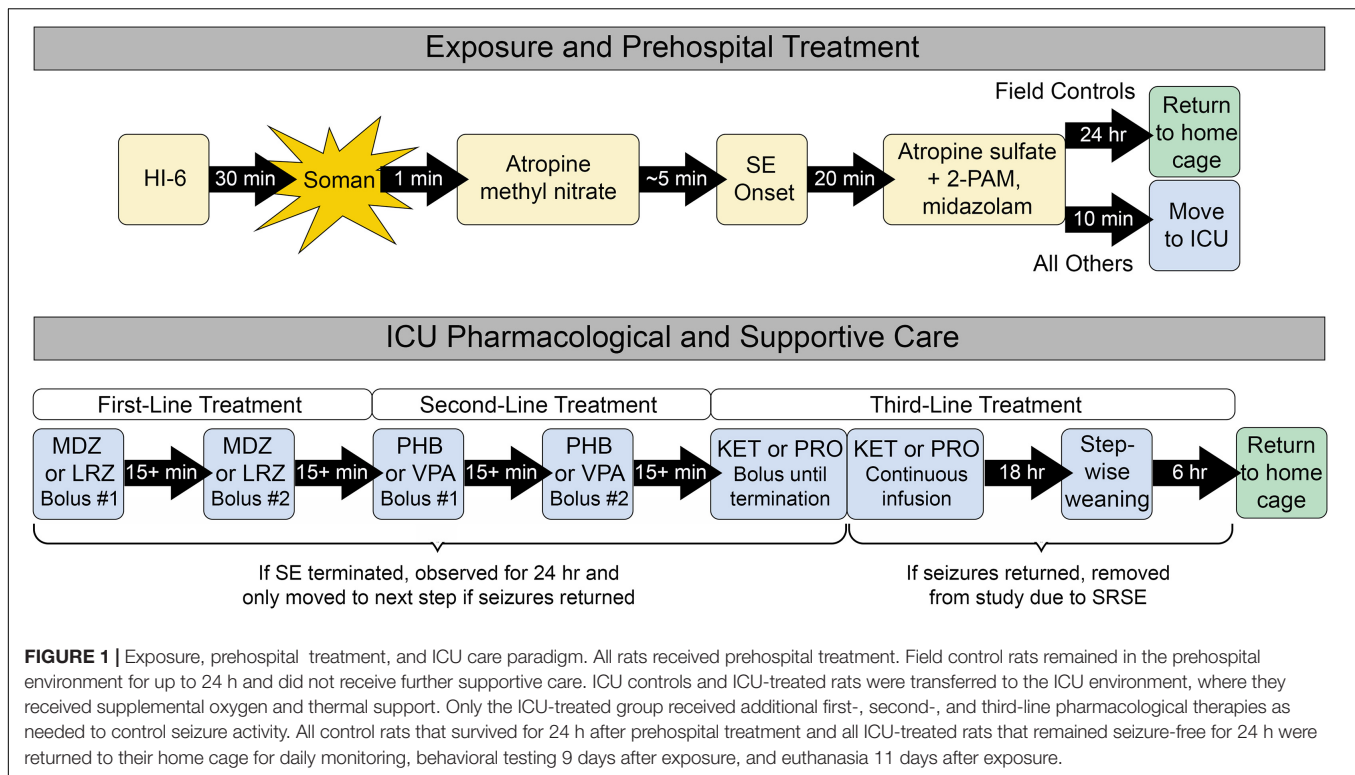 Exposure and Prehospital Treatment
Field Controls
HI-6
30 min
Soman
1 min
Atropine
methyl nitrate
~5 min
SE
Onset
20 min
Atropine sulfate
+ 2-PAM,
midazolam
24 hr
Return
to home
cage
10 min
Move
to ICU
All Others
ICU Pharmacological and Supportive Care
First-Line Treatment
Second-Line Treatment
Third-Line Treatment
MDZ
or LRZ
Bolus #1
15+ min
MDZ
or LRZ
Bolus #2
15+ min
PHB
or VPA
Bolus #1
15+ min
PHB
or VPA
Bolus #2
15+ min
KET or PRO
Bolus until
termination
KET or PRO
Continuous
infusion
18 hr
Step-
wise
weaning
6 hr
Return
to home
cage
If SE terminated, observed for 24 hr and
only moved to next step if seizures returned
If seizures returned, removed
from study due to SRSE
FIGURE 1 | Exposure, prehospital treatment, and ICU care paradigm. All rats received prehospital treatment. Field control rats remained in the prehospital
environment for up to 24 h and did not receive further supportive care. ICU controls and ICU-treated rats were transferred to the ICU environment, where they
received supplemental oxygen and thermal support. Only the ICU-treated group received additional first-, second-, and third-line pharmacological therapies as
needed to control seizure activity. All control rats that survived for 24 h after prehospital treatment and all ICU-treated rats that remained seizure-free for 24 h were
returned to their home cage for daily monitoring, behavioral testing 9 days after exposure, and euthanasia 11 days after exposure.